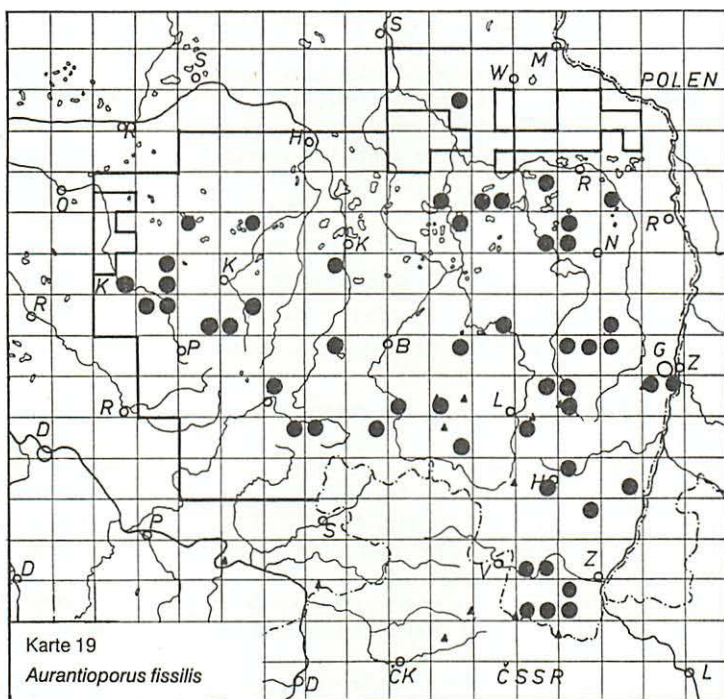 S
S
M
W
POLEN
R
H
R
O
R
K
N
K
K
R
P
B
G
Z
R
L
D
H
S
P
V
Z
D
Karte 19
Aurantioporus fissilis
D
ČK
ČSSR
L